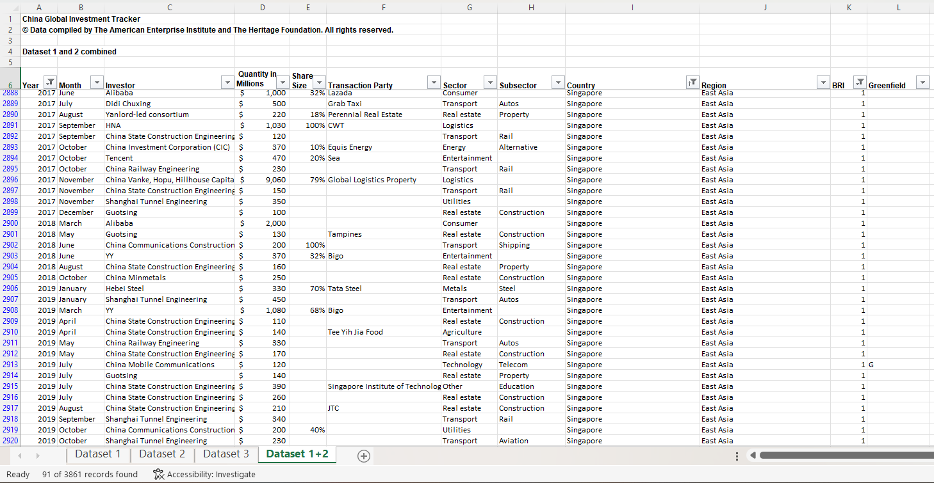 A B C D E F G H I J K L
1 China Global Investment Tracker
2 © Data compiled by The American Enterprise Institute and The Heritage Foundation. All rights reserved.
3
4 Dataset 1 and 2 combined
5
Quantity in Share
6 Year Month Investor Millions Size Transaction Party Sector Subsector Country Region BRI Greenfield
2888 2017 June Alibaba $ 1,000 32% Lazada Consumer Singapore East Asia 1
2889 2017 July Didi Chuxing $ 500 Grab Taxi Transport Autos Singapore East Asia 1
2890 2017 August Yanlord-led consortium $ 220 18% Perennial Real Estate Real estate Property Singapore East Asia 1
2891 2017 September HNA $ 1,030 100% CWT Logistics Singapore East Asia 1
2892 2017 September China State Construction Engineering $ 120 Transport Rail Singapore East Asia 1
2893 2017 October China Investment Corporation (CIC) $ 370 10% Equis Energy Energy Alternative Singapore East Asia 1
2894 2017 October Tencent $ 470 20% Sea Entertainment Singapore East Asia 1
2895 2017 October China Railway Engineering $ 230 Transport Rail Singapore East Asia 1
2896 2017 November China Vanke, Hopu, Hillhouse Capita $ 9,060 79% Global Logistics Property Logistics Singapore East Asia 1
2897 2017 November China State Construction Engineering $ 150 Transport Rail Singapore East Asia 1
2898 2017 November Shanghai Tunnel Engineering $ 350 Utilities Singapore East Asia 1
2899 2017 December Guotsing $ 100 Real estate Construction Singapore East Asia 1
2900 2018 March Alibaba $ 2,000 Consumer Singapore East Asia 1
2901 2018 May Guotsing $ 130 Tampines Real estate Construction Singapore East Asia 1
2902 2018 June China Communications Construction $ 200 100% Transport Shipping Singapore East Asia 1
2903 2018 June YY $ 370 32% Bigo Entertainment Singapore East Asia 1
2904 2018 August China State Construction Engineering $ 160 Real estate Property Singapore East Asia 1
2905 2018 October China Minmetals $ 250 Real estate Construction Singapore East Asia 1
2906 2019 January Hebei Steel $ 330 70% Tata Steel Metals Steel Singapore East Asia 1
2907 2019 January Shanghai Tunnel Engineering $ 450 Transport Autos Singapore East Asia 1
2908 2019 March YY $ 1,080 68% Bigo Entertainment Singapore East Asia 1
2909 2019 April China State Construction Engineering $ 110 Real estate Construction Singapore East Asia 1
2910 2019 April China State Construction Engineering $ 140 Tee Yih Jia Food Agriculture Singapore East Asia 1
2911 2019 May China Railway Engineering $ 330 Transport Autos Singapore East Asia 1
2912 2019 May China State Construction Engineering $ 170 Real estate Construction Singapore East Asia 1
2913 2019 July China Mobile Communications $ 120 Technology Telecom Singapore East Asia 1 G
2914 2019 July Guotsing $ 140 Real estate Property Singapore East Asia 1
2915 2019 July China State Construction Engineering $ 390 Singapore Institute of Technolog Other Education Singapore East Asia 1
2916 2019 July China State Construction Engineering $ 260 Real estate Construction Singapore East Asia 1
2917 2019 August China State Construction Engineering $ 210 JTC Real estate Construction Singapore East Asia 1
2918 2019 September Shanghai Tunnel Engineering $ 340 Transport Rail Singapore East Asia 1
2919 2019 October China Communications Construction $ 200 40% Utilities Singapore East Asia 1
2920 2019 October Shanghai Tunnel Engineering $ 230 Transport Aviation Singapore East Asia 1
Dataset 1 Dataset 2 Dataset 3 Dataset 1+2
Ready 91 of 3861 records found Accessibility: Investigate